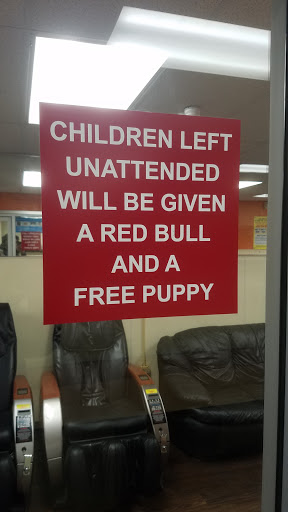 CHILDREN LEFT
UNATTENDED
WILL BE GIVEN
A RED BULL
AND A
FREE PUPPY